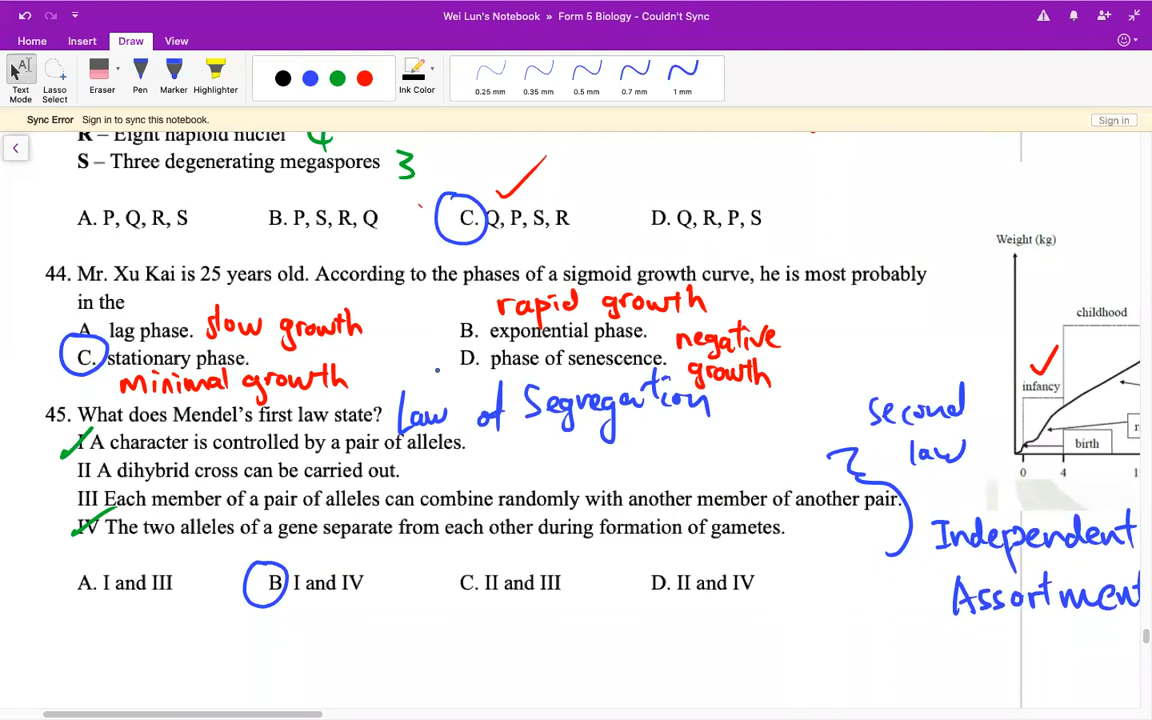 Wei Lun's Notebook » Form 5 Biology - Couldn't Sync
Home Insert Draw View
Text Mode
Lasso Select
Eraser
Pen
Marker
Highlighter
Ink Color
0.25 mm 0.35 mm 0.5 mm 0.7 mm 1 mm
Sync Error Sign in to sync this notebook.
Sign in
R – Eight haploid nuclei 4
S – Three degenerating megaspores 3
A. P, Q, R, S B. P, S, R, Q C. Q, P, S, R D. Q, R, P, S
44. Mr. Xu Kai is 25 years old. According to the phases of a sigmoid growth curve, he is most probably
in the
rapid growth
A. lag phase. slow growth B. exponential phase.
C. stationary phase. D. phase of senescence. negative growth
minimal growth
45. What does Mendel's first law state? Law of Segregation
I A character is controlled by a pair of alleles.
II A dihybrid cross can be carried out.
III Each member of a pair of alleles can combine randomly with another member of another pair.
IV The two alleles of a gene separate from each other during formation of gametes.
A. I and III B I and IV C. II and III D. II and IV
second
law
Independent
Assortment
Weight (kg)
childhood
infancy
birth
0 4